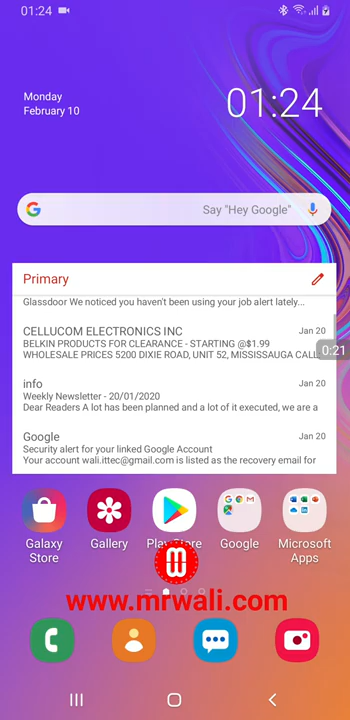 01:24
Monday
February 10
01:24
Say "Hey Google"
Primary
Glassdoor We noticed you haven't been using your job alert lately...
CELLUCOM ELECTRONICS INC
Jan 20
BELKIN PRODUCTS FOR CLEARANCE - STARTING @$1.99
WHOLESALE PRICES 5200 DIXIE ROAD, UNIT 52, MISSISSAUGA CALL:
0:21
info
Jan 20
Weekly Newsletter - 20/01/2020
Dear Readers A lot has been planned and a lot of it executed, we are a
Google
Jan 20
Security alert for your linked Google Account
Your account wali.ittec@gmail.com is listed as the recovery email for
Galaxy Store
Gallery
Play Store
Google
Microsoft Apps
www.mrwali.com